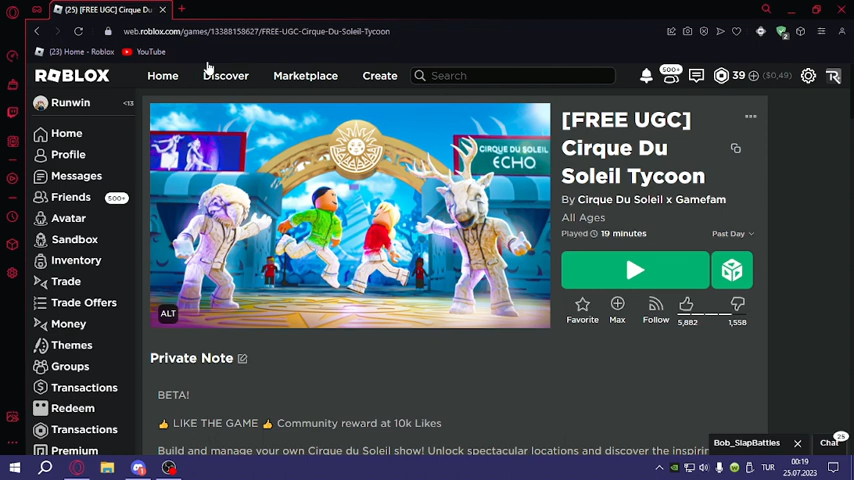 (25) [FREE UGC] Cirque Du
web.roblox.com/games/13388158627/FREE-UGC-Cirque-Du-Soleil-Tycoon
(23) Home - Roblox
YouTube
ROBLOX
Home
Discover
Marketplace
Create
Search
500+
39
($0,49)
Runwin
<13
Home
Profile
Messages
Friends
500+
Avatar
Sandbox
Inventory
Trade
Trade Offers
Money
Themes
Groups
Transactions
Redeem
Transactions
Premium
CIRQUE DU SOLEIL
ECHO
ALT
[FREE UGC]
Cirque Du
Soleil Tycoon
By Cirque Du Soleil x Gamefam
All Ages
Played 19 minutes
Past Day
Favorite
Max
Follow
5,882
1,558
Private Note
BETA!
👍 LIKE THE GAME 👍 Community reward at 10k Likes
Build and manage your own Cirque du Soleil show! Unlock spectacular locations and discover the inspirin
Bob_SlapBattles
Chat
25
TUR
00:19
25.07.2023